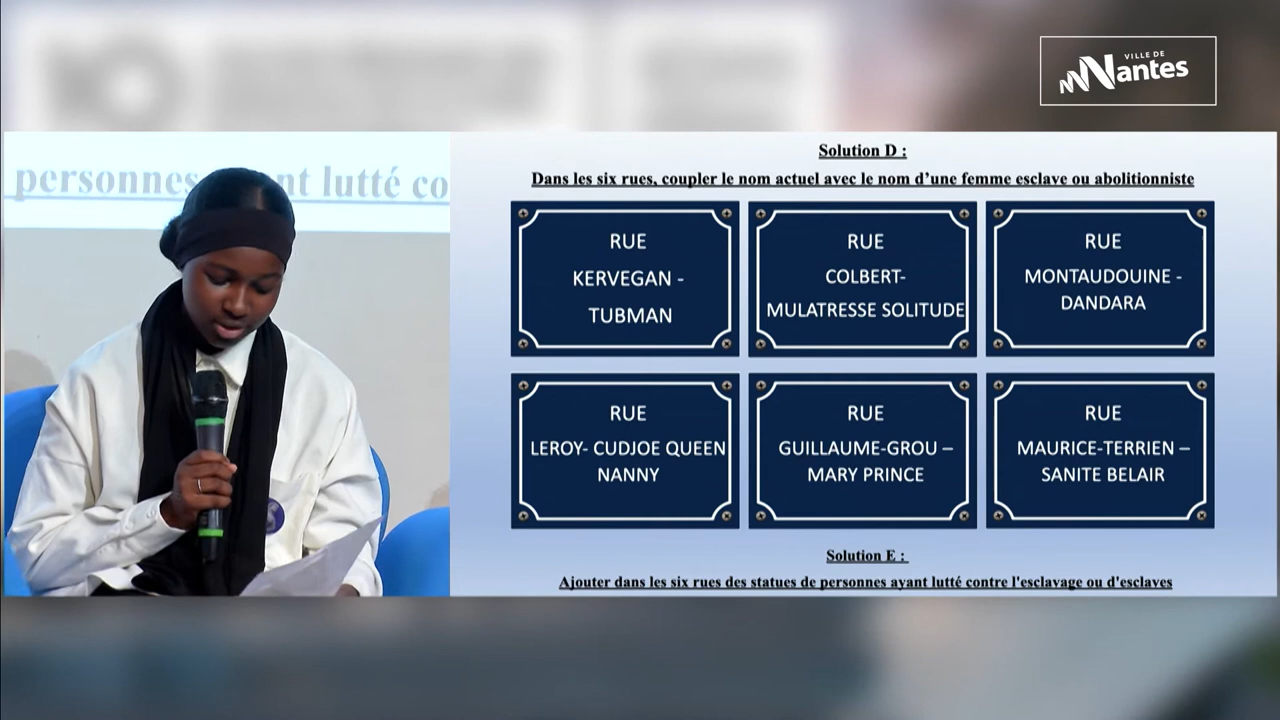 VILLE DE
Nantes
personnes ayant lutté co
Solution D :
Dans les six rues, coupler le nom actuel avec le nom d'une femme esclave ou abolitionniste
RUE
KERVEGAN -
TUBMAN
RUE
COLBERT-
MULATRESSE SOLITUDE
RUE
MONTAUDOUINE -
DANDARA
RUE
LEROY- CUDJOE QUEEN
NANNY
RUE
GUILLAUME-GROU –
MARY PRINCE
RUE
MAURICE-TERRIEN –
SANITE BELAIR
Solution E :
Ajouter dans les six rues des statues de personnes ayant lutté contre l'esclavage ou d'esclaves